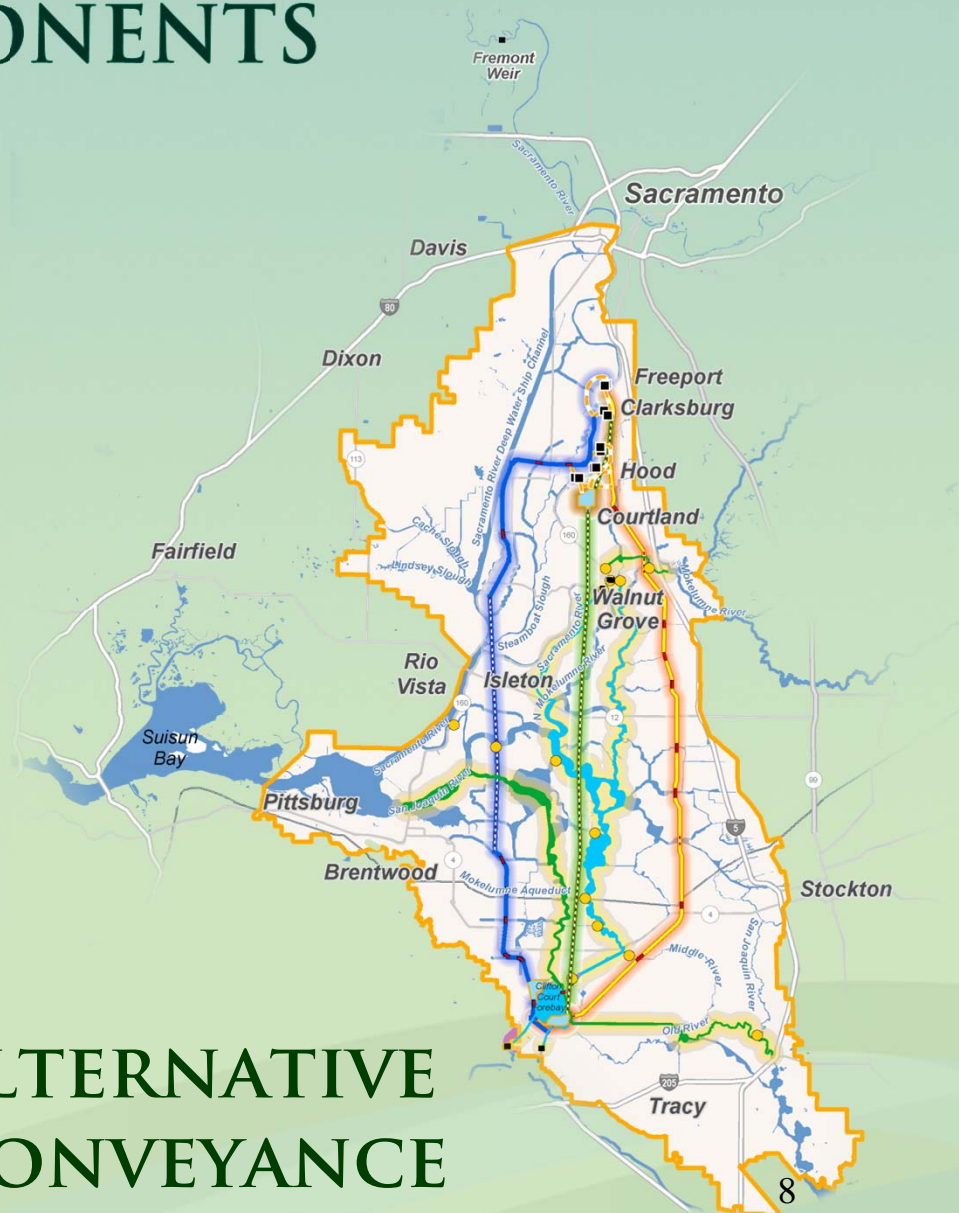 ONENTS
Fremont
Weir
Sacramento River
Sacramento
Davis
80
Dixon
Sacramento River Deep Water Ship Channel
Freeport
Clarksburg
113
Hood
Courtland
160
Cache Slough
Lindsey Slough
Fairfield
Mokelumne River
Walnut
Grove
Steamboat Slough
Sacramento River
N Mokelumne River
Rio
Vista
Isleton
160
12
Suisun
Bay
Sacramento River
99
Pittsburg
San Joaquin River
5
Brentwood
4
Mokelumne Aqueduct
Stockton
4
Middle River
San Joaquin River
Clifton
Court
Forebay
Old River
205
Tracy
LTERNATIVE
ONVEYANCE
8